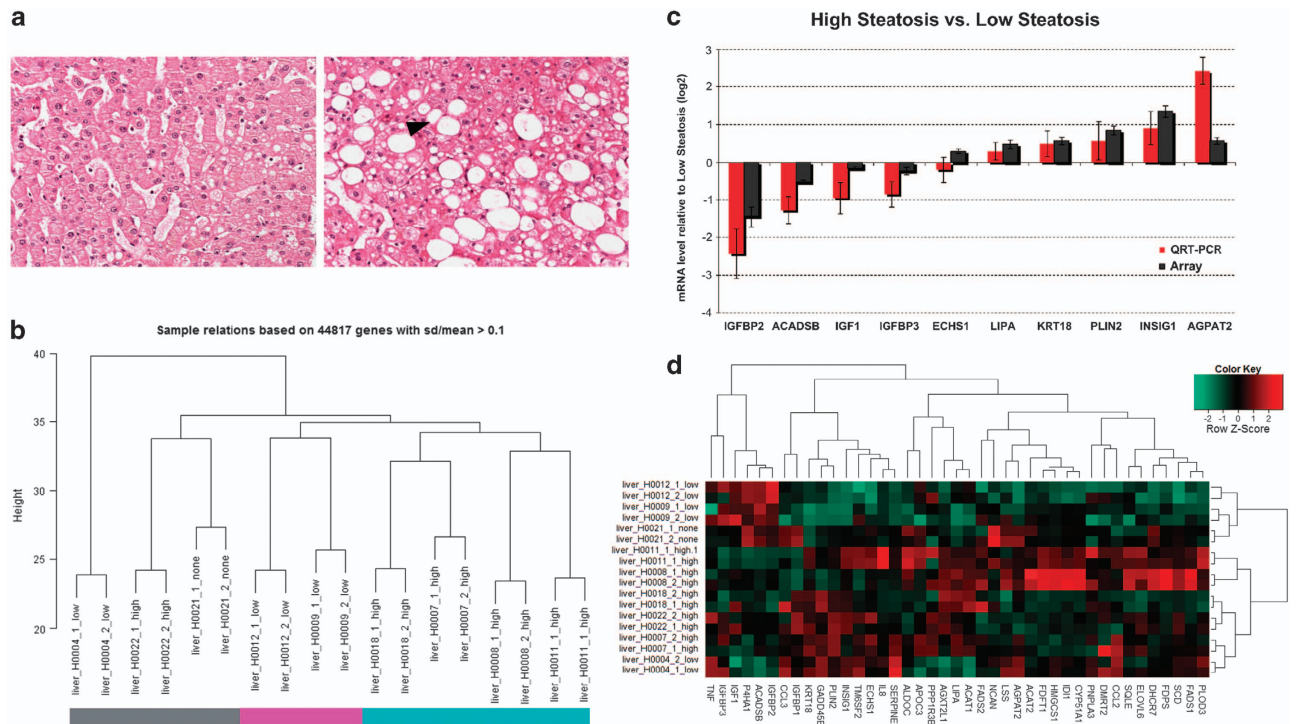 a
b
Sample relations based on 44817 genes with sd/mean > 0.1
Height
40
35
30
25
20
liver_H0004_1_low
liver_H0004_2_low
liver_H0022_1_high
liver_H0022_2_high
liver_H0021_1_none
liver_H0021_2_none
liver_H0012_1_low
liver_H0012_2_low
liver_H0009_1_low
liver_H0009_2_low
liver_H0018_1_high
liver_H0018_2_high
liver_H0007_1_high
liver_H0007_2_high
liver_H0008_1_high
liver_H0008_2_high
liver_H0011_1_high
liver_H0011_1_high
c
High Steatosis vs. Low Steatosis
mRNA level relative to Low Steatosis (log2)
3
2
1
0
-1
-2
-3
-4
QRT-PCR
Array
IGFBP2 ACADSB IGF1 IGFBP3 ECHS1 LIPA KRT18 PLIN2 INSIG1 AGPAT2
d
Color Key
-2 -1 0 1 2
Row Z-Score
liver_H0012_1_low
liver_H0012_2_low
liver_H0009_1_low
liver_H0009_2_low
liver_H0021_1_none
liver_H0021_2_none
liver_H0011_1_high.1
liver_H0011_1_high
liver_H0008_1_high
liver_H0008_2_high
liver_H0018_2_high
liver_H0018_1_high
liver_H0022_2_high
liver_H0022_1_high
liver_H0007_2_high
liver_H0007_1_high
liver_H0004_2_low
liver_H0004_1_low
TNF
IGFBP3
IGF1
P4HA1
ACADSB
IGFBP2
CCL3
IGFBP1
KRT18
GADD45E
PLIN2
INSIG1
TM6SF2
ECHS1
IL8
SERPINE
ALDOC
APOC3
PPP1R3E
AGXT2L1
LIPA
ACAT1
FADS2
NCAN
LSS
AGPAT2
ACAT2
FDFT1
HMGCS1
IDI1
CYP51A1
PNPLA3
DMRT2
CCL2
SQLE
ELOVL6
DHCR7
FDPS
SCD
FADS1
PLOD3